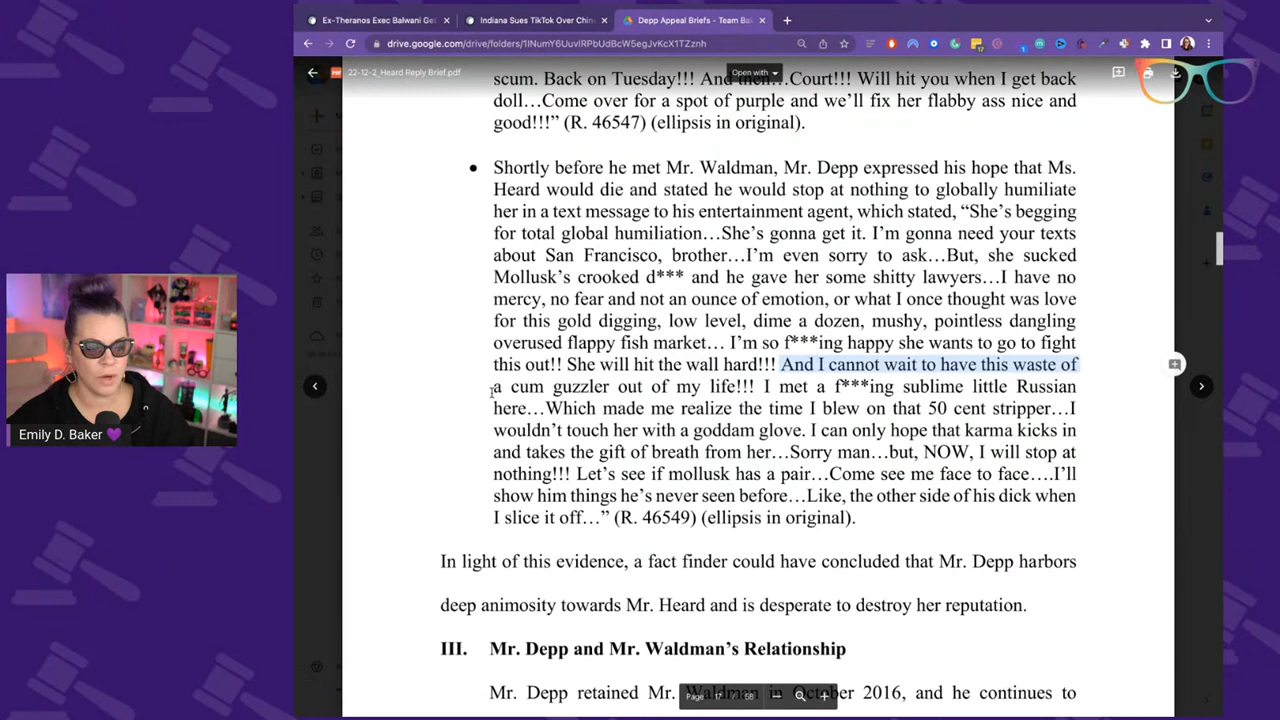 Ex-Theranos Exec Balwani Get
Indiana Sues TikTok Over Chin
Depp Appeal Briefs - Team Ba
drive.google.com/drive/folders/1lNumY6UuvlRPbUdBcW5egJvKcX1TZznh
22-12-2_Heard Reply Brief.pdf
Open with
scum. Back on Tuesday!!! And then…Court!!! Will hit you when I get back
doll…Come over for a spot of purple and we’ll fix her flabby ass nice and
good!!!” (R. 46547) (ellipsis in original).
• Shortly before he met Mr. Waldman, Mr. Depp expressed his hope that Ms.
Heard would die and stated he would stop at nothing to globally humiliate
her in a text message to his entertainment agent, which stated, “She’s begging
for total global humiliation…She’s gonna get it. I’m gonna need your texts
about San Francisco, brother…I’m even sorry to ask…But, she sucked
Mollusk’s crooked d*** and he gave her some shitty lawyers…I have no
mercy, no fear and not an ounce of emotion, or what I once thought was love
for this gold digging, low level, dime a dozen, mushy, pointless dangling
overused flappy fish market… I’m so f***ing happy she wants to go to fight
this out!! She will hit the wall hard!!! And I cannot wait to have this waste of
a cum guzzler out of my life!!! I met a f***ing sublime little Russian
here…Which made me realize the time I blew on that 50 cent stripper…I
wouldn’t touch her with a goddam glove. I can only hope that karma kicks in
and takes the gift of breath from her…Sorry man…but, NOW, I will stop at
nothing!!! Let’s see if mollusk has a pair…Come see me face to face….I’ll
show him things he’s never seen before…Like, the other side of his dick when
I slice it off…” (R. 46549) (ellipsis in original).
In light of this evidence, a fact finder could have concluded that Mr. Depp harbors
deep animosity towards Mr. Heard and is desperate to destroy her reputation.
III. Mr. Depp and Mr. Waldman’s Relationship
Mr. Depp retained Mr. Waldman in October 2016, and he continues to
Page 17 / 58
Emily D. Baker 💜